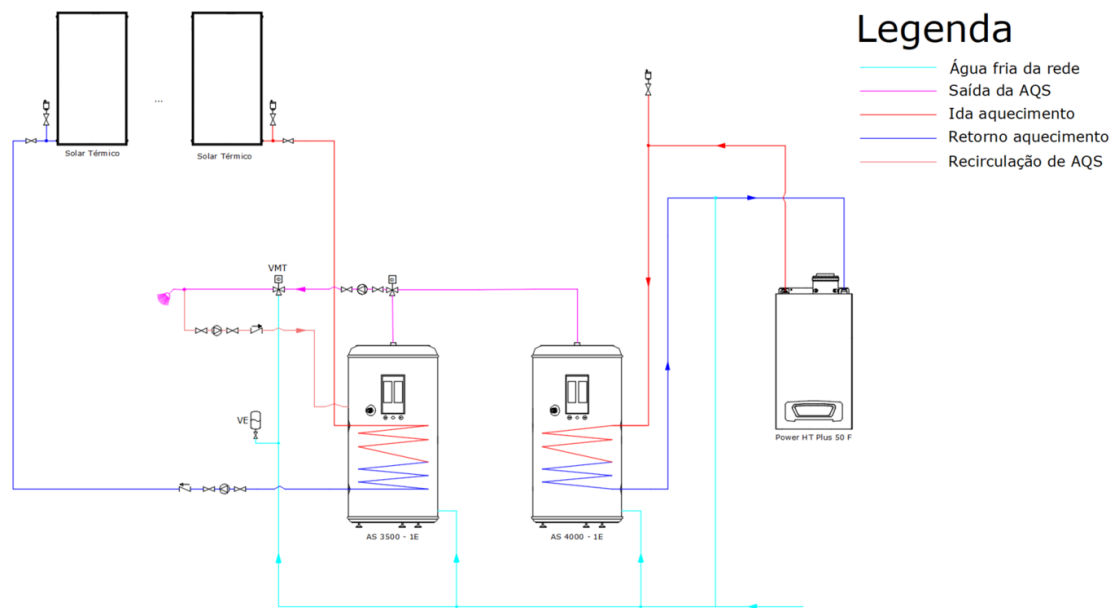 Legenda
Água fria da rede
Saída da AQS
Ida aquecimento
Retorno aquecimento
Recirculação de AQS
...
Solar Térmico
Solar Térmico
VMT
VE
Power HT Plus 50 F
AS 3500 - 1E
AS 4000 - 1E